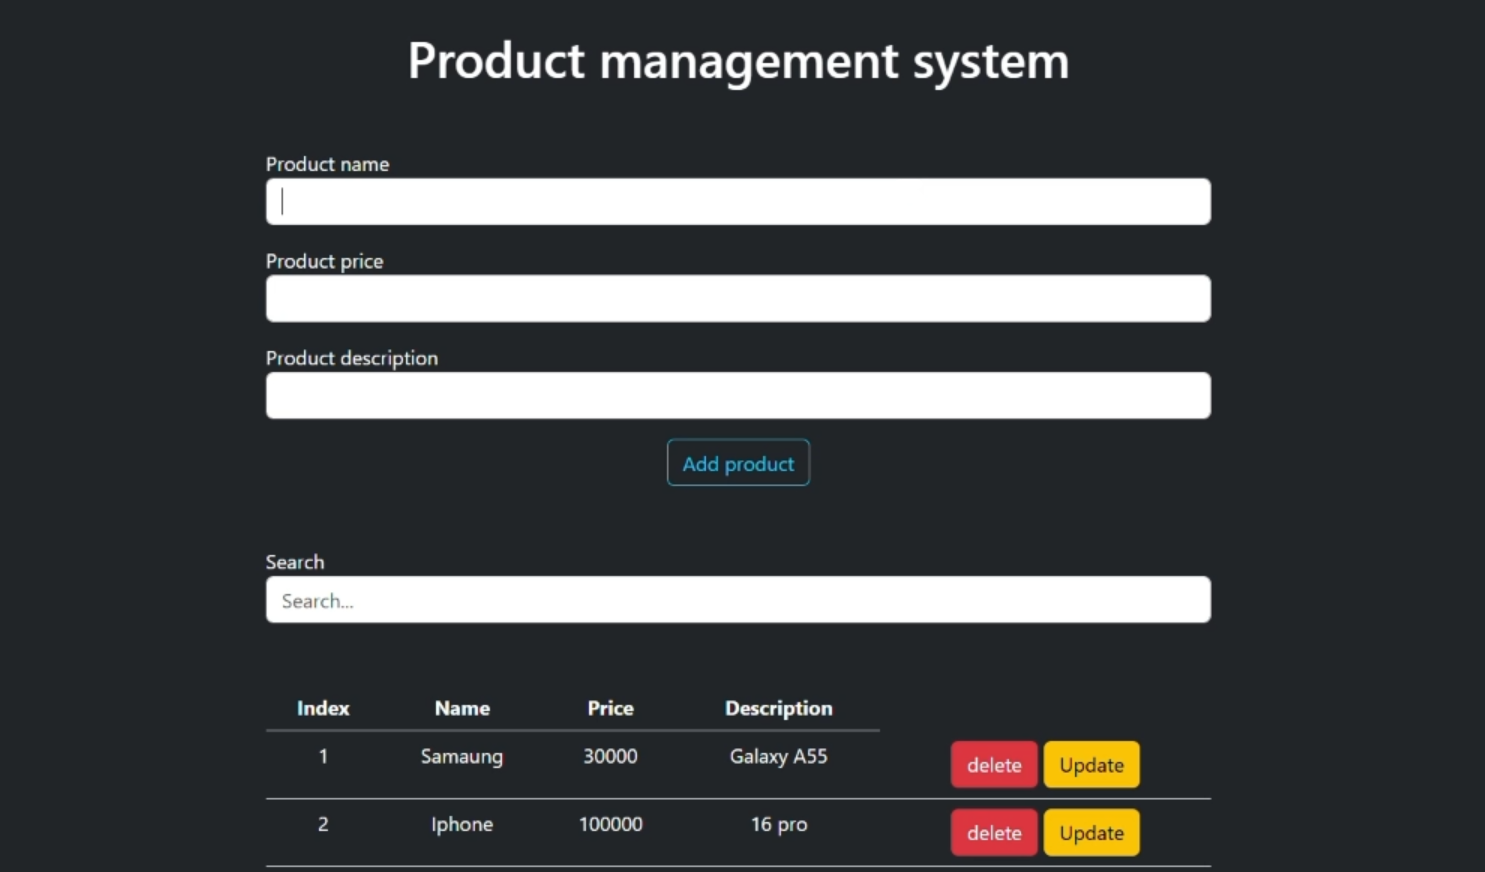 Product management system
Product name
Product price
Product description
Add product
Search
Search...
Index Name Price Description
1 Samaung 30000 Galaxy A55 delete Update
2 Iphone 100000 16 pro delete Update